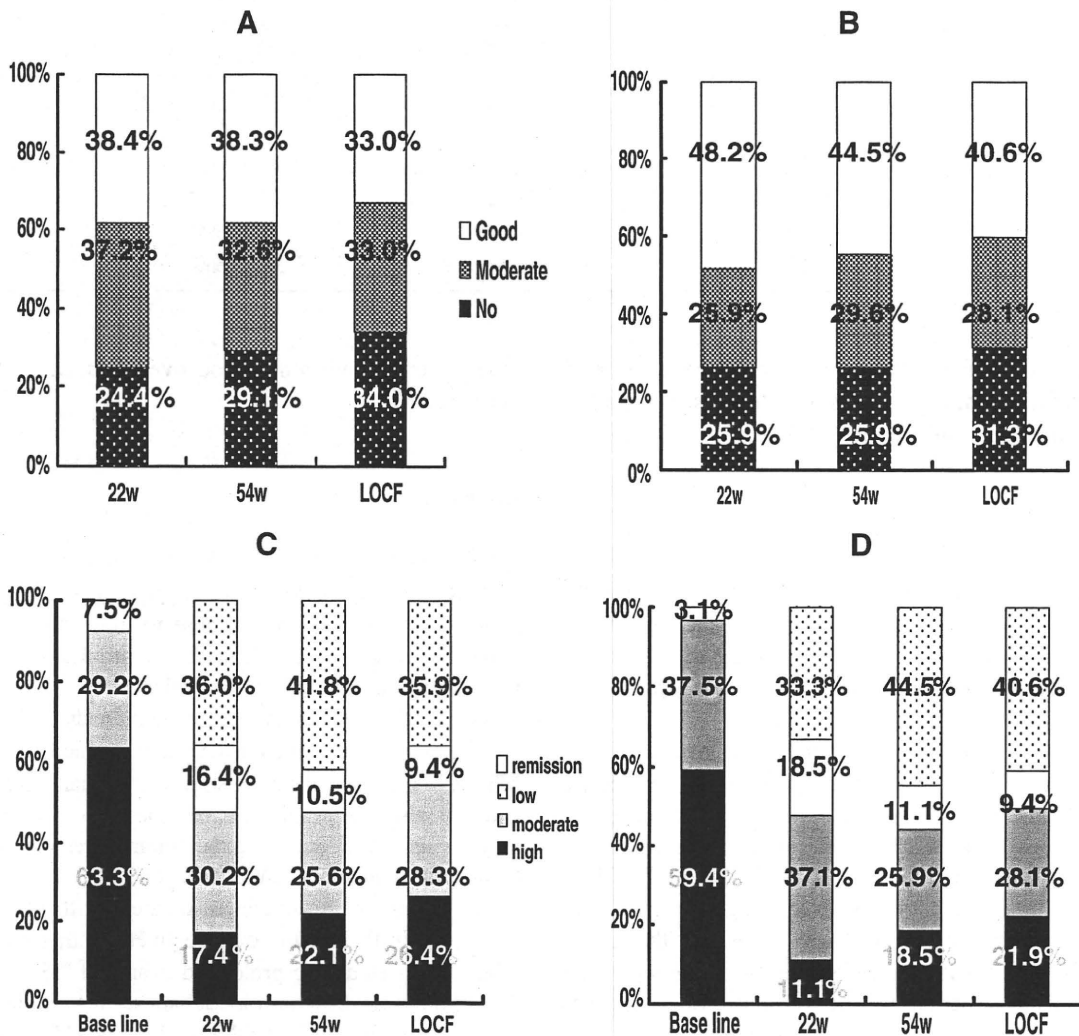 A
100%
80%
60%
40%
20%
0%
38.4% 38.3% 33.0%
37.2% 32.6% 33.0%
24.4% 29.1% 34.0%
22w 54w LOCF
Good
Moderate
No
B
100%
80%
60%
40%
20%
0%
48.2% 44.5% 40.6%
25.9% 29.6% 28.1%
25.9% 25.9% 31.3%
22w 54w LOCF
C
100%
80%
60%
40%
20%
0%
7.5%
29.2% 36.0% 41.8% 35.9%
16.4% 10.5% 9.4%
63.3% 30.2% 25.6% 28.3%
17.4% 22.1% 26.4%
Base line 22w 54w LOCF
remission
low
moderate
high
D
100%
80%
60%
40%
20%
0%
3.1%
37.5% 33.3% 44.5% 40.6%
18.5% 11.1% 9.4%
59.4% 37.1% 25.9% 28.1%
11.1% 18.5% 21.9%
Base line 22w 54w LOCF